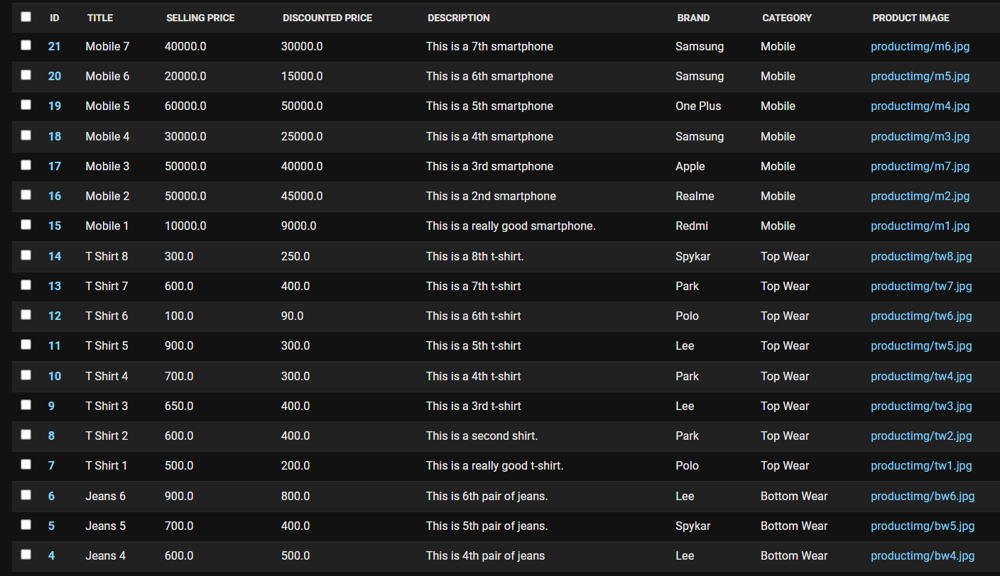 ID TITLE SELLING PRICE DISCOUNTED PRICE DESCRIPTION BRAND CATEGORY PRODUCT IMAGE
21 Mobile 7 40000.0 30000.0 This is a 7th smartphone Samsung Mobile productimg/m6.jpg
20 Mobile 6 20000.0 15000.0 This is a 6th smartphone Samsung Mobile productimg/m5.jpg
19 Mobile 5 60000.0 50000.0 This is a 5th smartphone One Plus Mobile productimg/m4.jpg
18 Mobile 4 30000.0 25000.0 This is a 4th smartphone Samsung Mobile productimg/m3.jpg
17 Mobile 3 50000.0 40000.0 This is a 3rd smartphone Apple Mobile productimg/m7.jpg
16 Mobile 2 50000.0 45000.0 This is a 2nd smartphone Realme Mobile productimg/m2.jpg
15 Mobile 1 10000.0 9000.0 This is a really good smartphone. Redmi Mobile productimg/m1.jpg
14 T Shirt 8 300.0 250.0 This is a 8th t-shirt. Spykar Top Wear productimg/tw8.jpg
13 T Shirt 7 600.0 400.0 This is a 7th t-shirt Park Top Wear productimg/tw7.jpg
12 T Shirt 6 100.0 90.0 This is a 6th t-shirt Polo Top Wear productimg/tw6.jpg
11 T Shirt 5 900.0 300.0 This is a 5th t-shirt Lee Top Wear productimg/tw5.jpg
10 T Shirt 4 700.0 300.0 This is a 4th t-shirt Park Top Wear productimg/tw4.jpg
9 T Shirt 3 650.0 400.0 This is a 3rd t-shirt Lee Top Wear productimg/tw3.jpg
8 T Shirt 2 600.0 400.0 This is a second shirt. Park Top Wear productimg/tw2.jpg
7 T Shirt 1 500.0 200.0 This is a really good t-shirt. Polo Top Wear productimg/tw1.jpg
6 Jeans 6 900.0 800.0 This is 6th pair of jeans. Lee Bottom Wear productimg/bw6.jpg
5 Jeans 5 700.0 400.0 This is 5th pair of jeans. Spykar Bottom Wear productimg/bw5.jpg
4 Jeans 4 600.0 500.0 This is 4th pair of jeans Lee Bottom Wear productimg/bw4.jpg